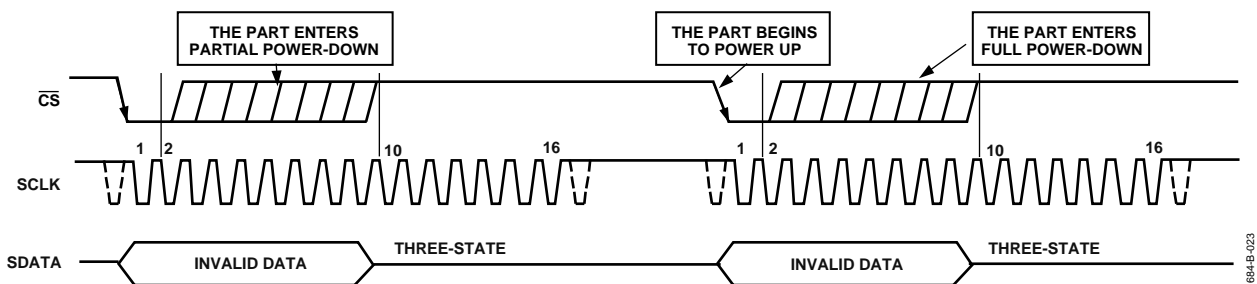 THE PART ENTERS
PARTIAL POWER-DOWN
THE PART BEGINS
TO POWER UP
THE PART ENTERS
FULL POWER-DOWN
CS
1 2 10 16 1 2 10 16
SCLK
SDATA
INVALID DATA
THREE-STATE
INVALID DATA
THREE-STATE
684-B-023